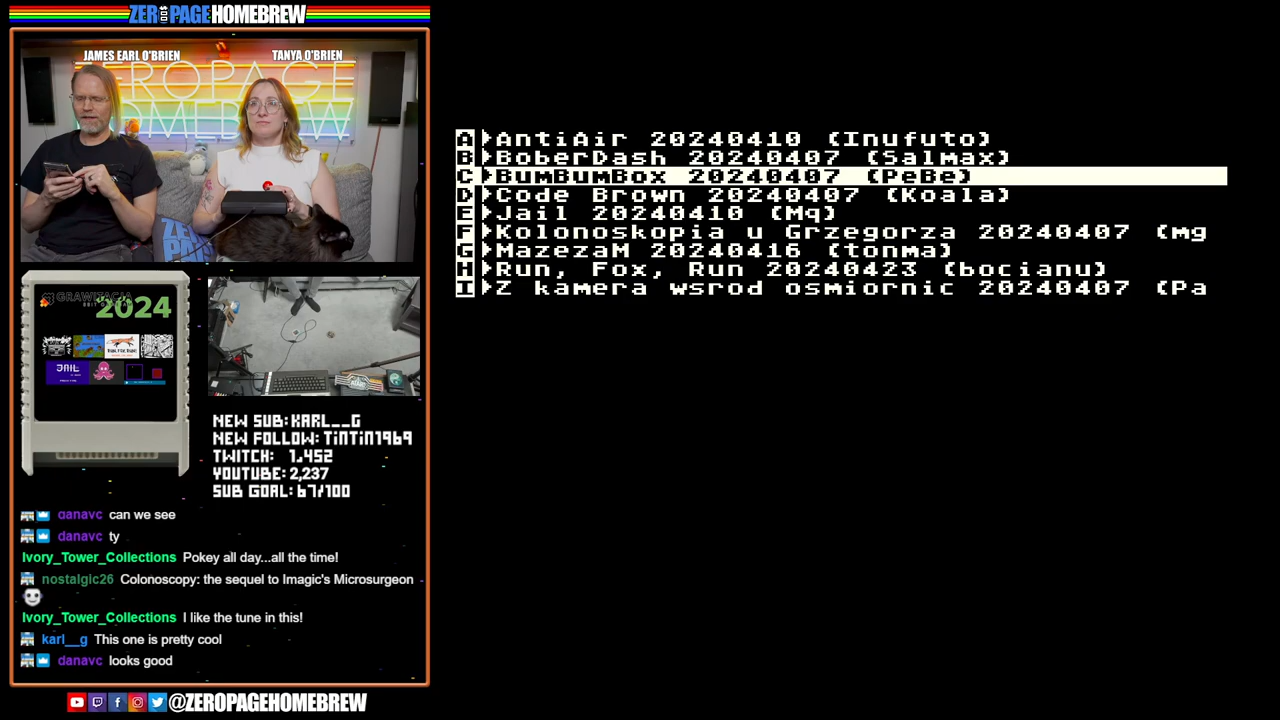 ZEROPAGE HOMEBREW
JAMES EARL O'BRIEN
TANYA O'BRIEN
ZEROPAGE
HOMEBREW
GRAWITACJA
2024
JAIL
NEW SUB: KARL__G
NEW FOLLOW: TINTIN1969
TWITCH: 1,452
YOUTUBE: 2,237
SUB GOAL: 67/100
danavc can we see
danavc ty
Ivory_Tower_Collections Pokey all day...all the time!
nostalgic26 Colonoscopy: the sequel to Imagic's Microsurgeon
Ivory_Tower_Collections I like the tune in this!
karl__g This one is pretty cool
danavc looks good
@ZEROPAGEHOMEBREW
A AntiAir 20240410 (Inufuto)
B BoberDash 20240407 (Salmax)
C BumBumBox 20240407 (PeBe)
D Code Brown 20240407 (Koala)
E Jail 20240410 (Mq)
F Kolonoskopia u Grzegorza 20240407 (mg
G MazezaM 20240416 (tonma)
H Run, Fox, Run 20240423 (bocianu)
I Z kamera wsrod osmiornic 20240407 (Pa